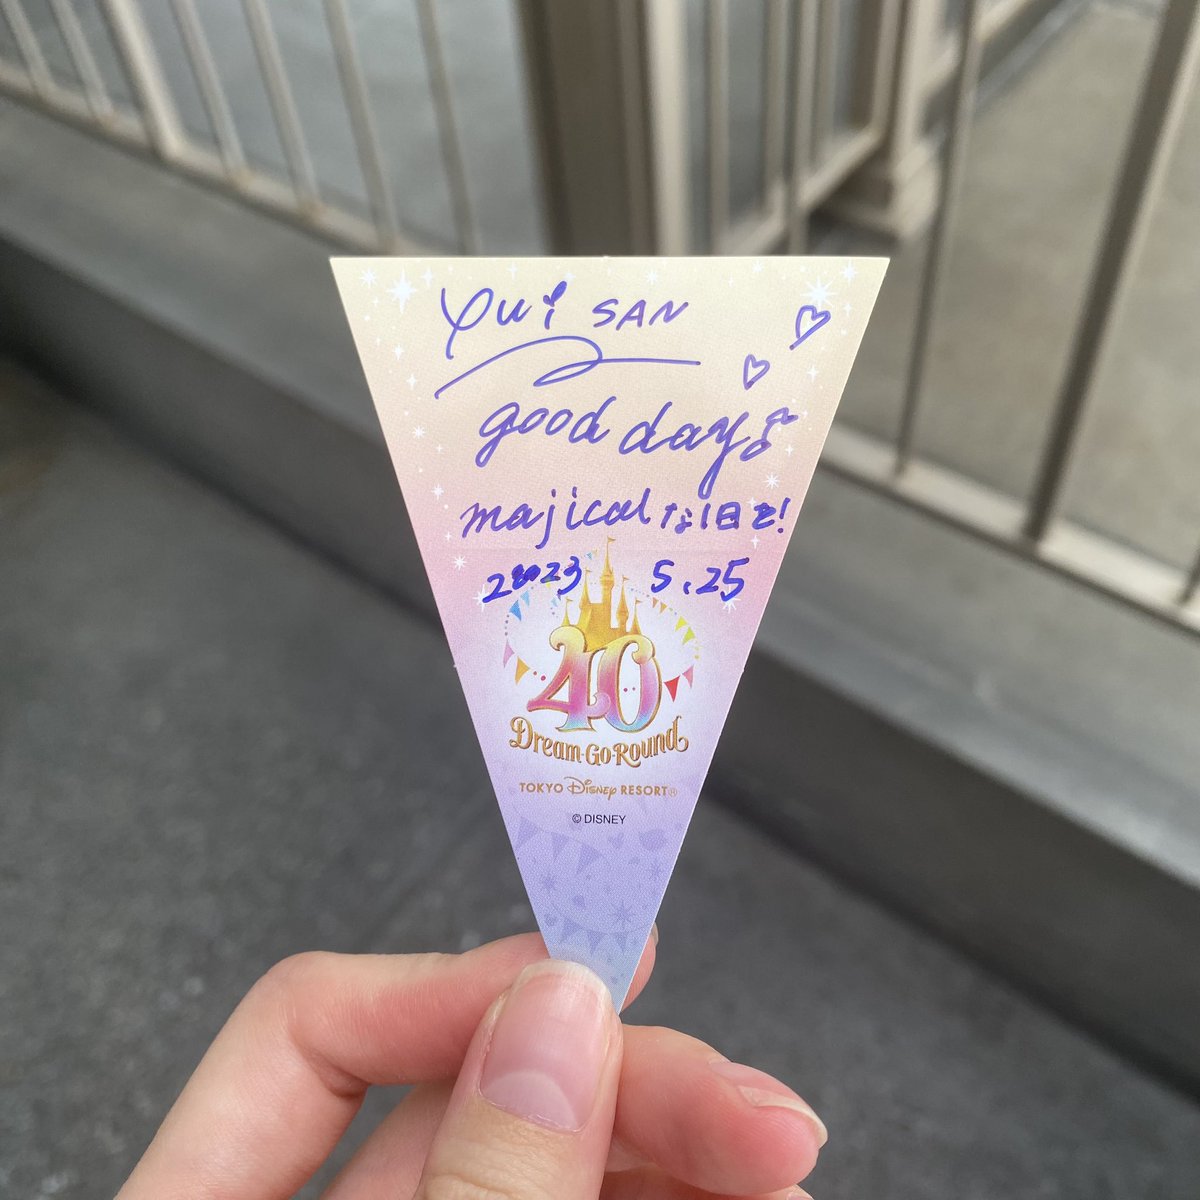 yui SAN
good day♪
majicalな1日を!
2023 5.25
40
Dream-Go-Round
TOKYO Disney RESORT®
© DISNEY